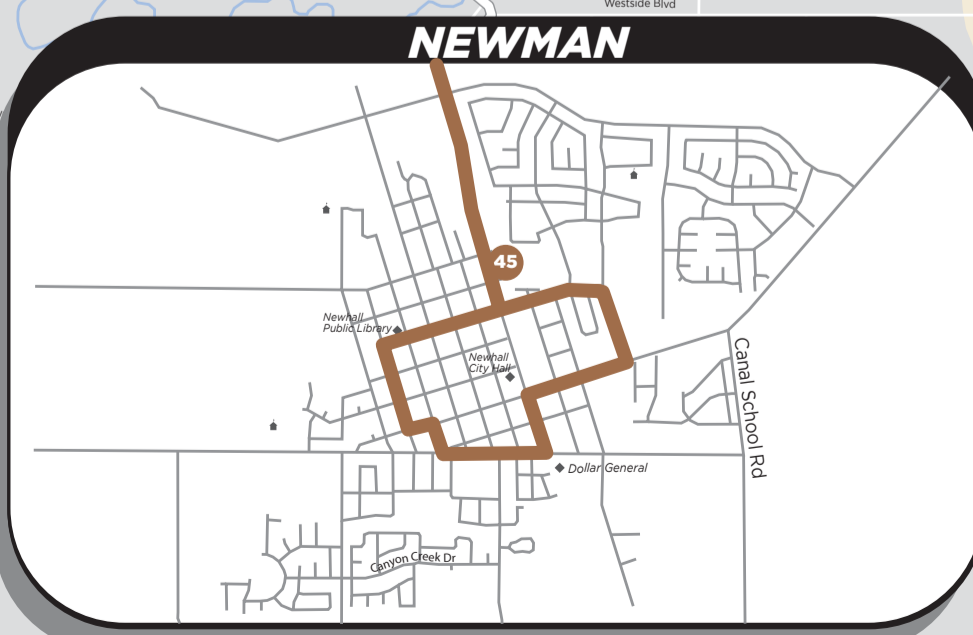 Westside Blvd
NEWMAN
45
Newhall
Public Library
Newhall
City Hall
Canal School Rd
Dollar General
Canyon Creek Dr